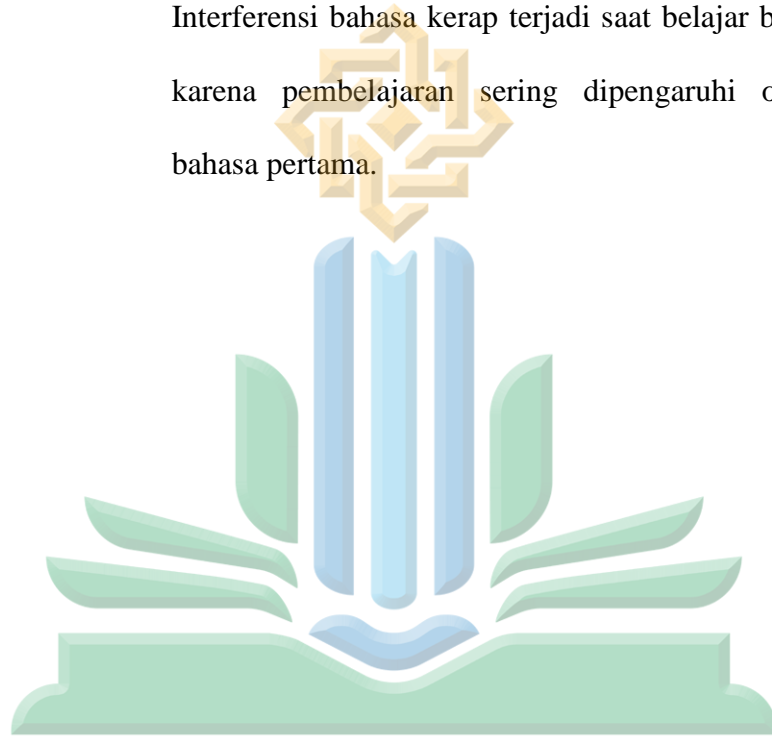 Interferensi bahasa kerap terjadi saat belajar
karena pembelajaran sering dipengaruhi
bahasa pertama.